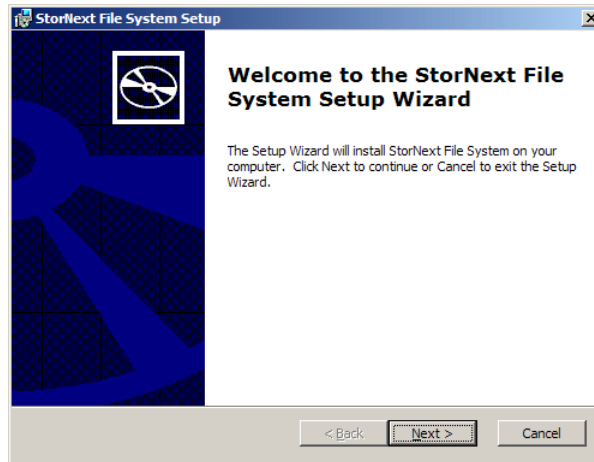 StorNext File System Setup
Welcome to the StorNext File
System Setup Wizard
The Setup Wizard will install StorNext File System on your
computer. Click Next to continue or Cancel to exit the Setup
Wizard.
< Back
Next >
Cancel